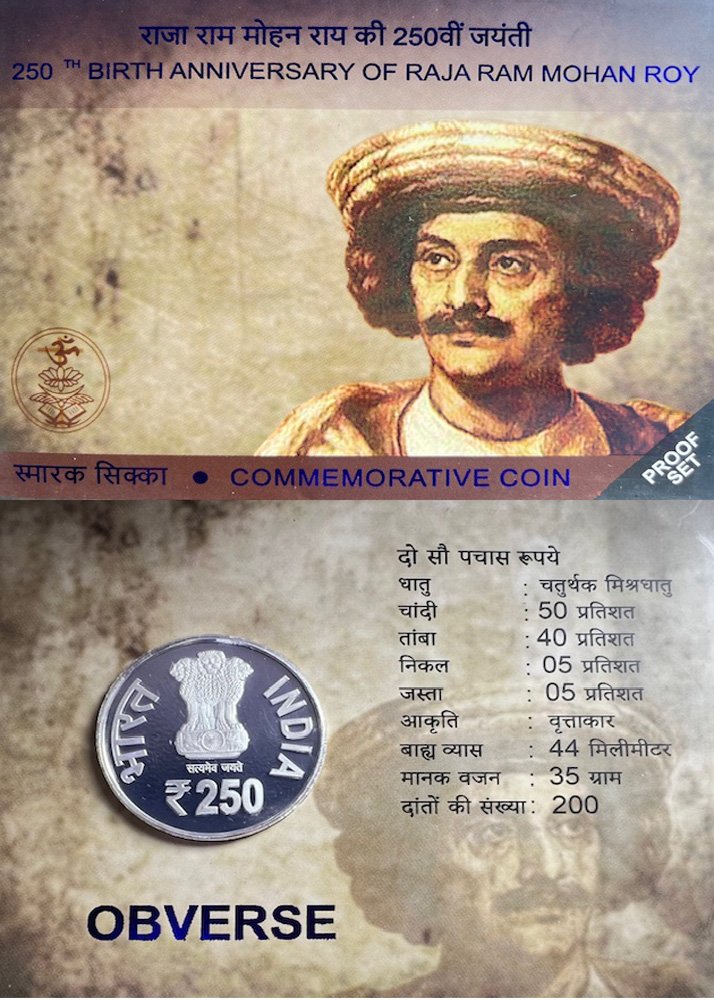 राजा राम मोहन राय की 250वीं जयंती
250 TH BIRTH ANNIVERSARY OF RAJA RAM MOHAN ROY
ॐ
स्मारक सिक्का ● COMMEMORATIVE COIN
PROOF
SET
दो सौ पचास रूपये
धातु : चतुर्थक मिश्रधातु
चांदी : 50 प्रतिशत
तांबा : 40 प्रतिशत
निकल : 05 प्रतिशत
जस्ता : 05 प्रतिशत
आकृति : वृत्ताकार
बाह्य व्यास : 44 मिलीमीटर
मानक वजन : 35 ग्राम
दांतों की संख्या : 200
भारत
INDIA
सत्यमेव जयते
₹ 250
OBVERSE